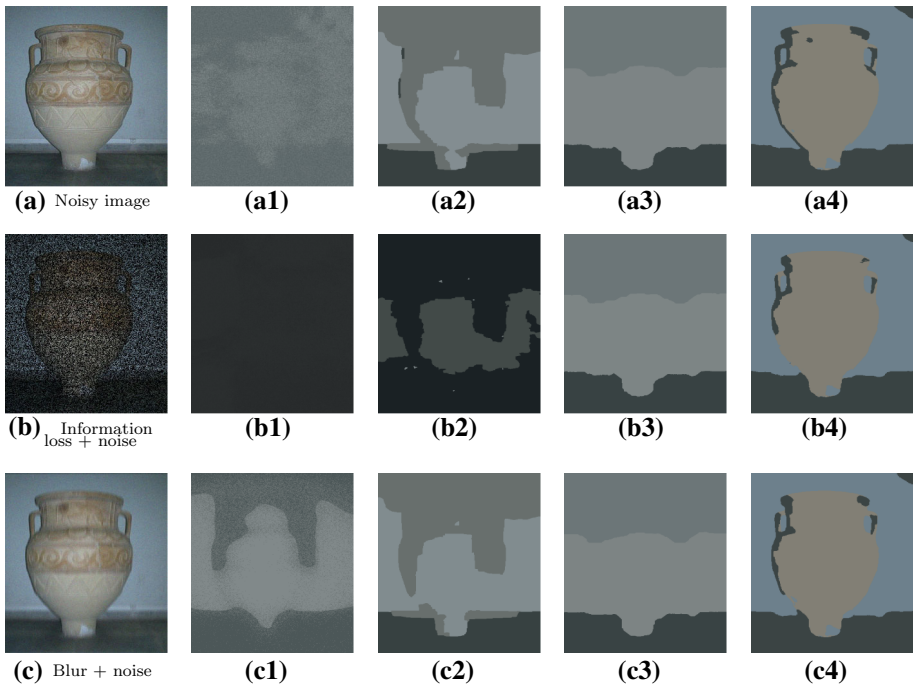 (a) Noisy image (a1) (a2) (a3) (a4)
(b) Information
loss + noise
(b1) (b2) (b3) (b4)
(c) Blur + noise (c1) (c2) (c3) (c4)